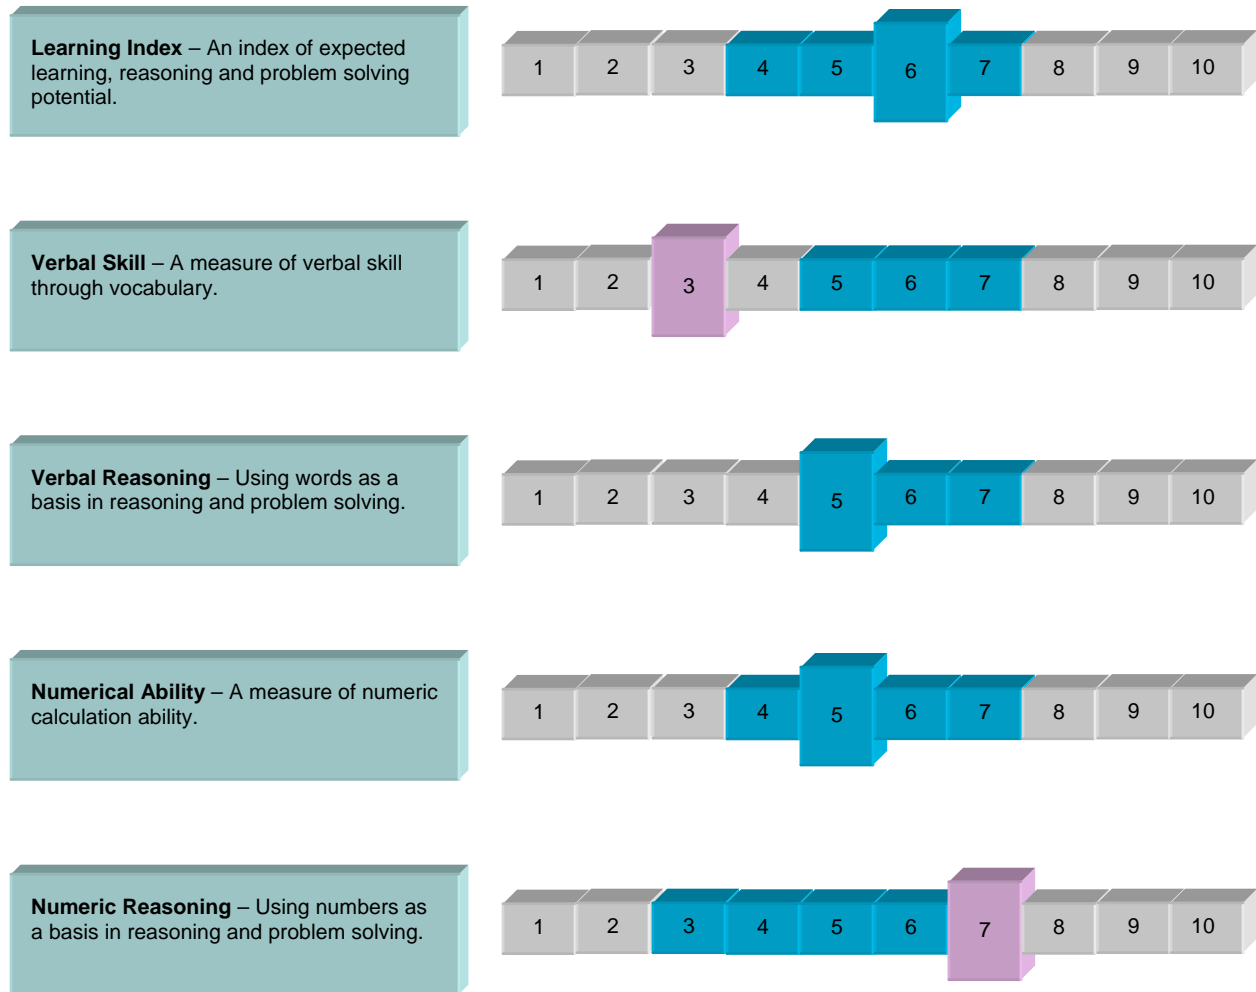 Learning Index – An index of expected
learning, reasoning and problem solving
potential.
1 2 3 4 5 6 7 8 9 10
Verbal Skill – A measure of verbal skill
through vocabulary.
1 2 3 4 5 6 7 8 9 10
Verbal Reasoning – Using words as a
basis in reasoning and problem solving.
1 2 3 4 5 6 7 8 9 10
Numerical Ability – A measure of numeric
calculation ability.
1 2 3 4 5 6 7 8 9 10
Numeric Reasoning – Using numbers as
a basis in reasoning and problem solving.
1 2 3 4 5 6 7 8 9 10